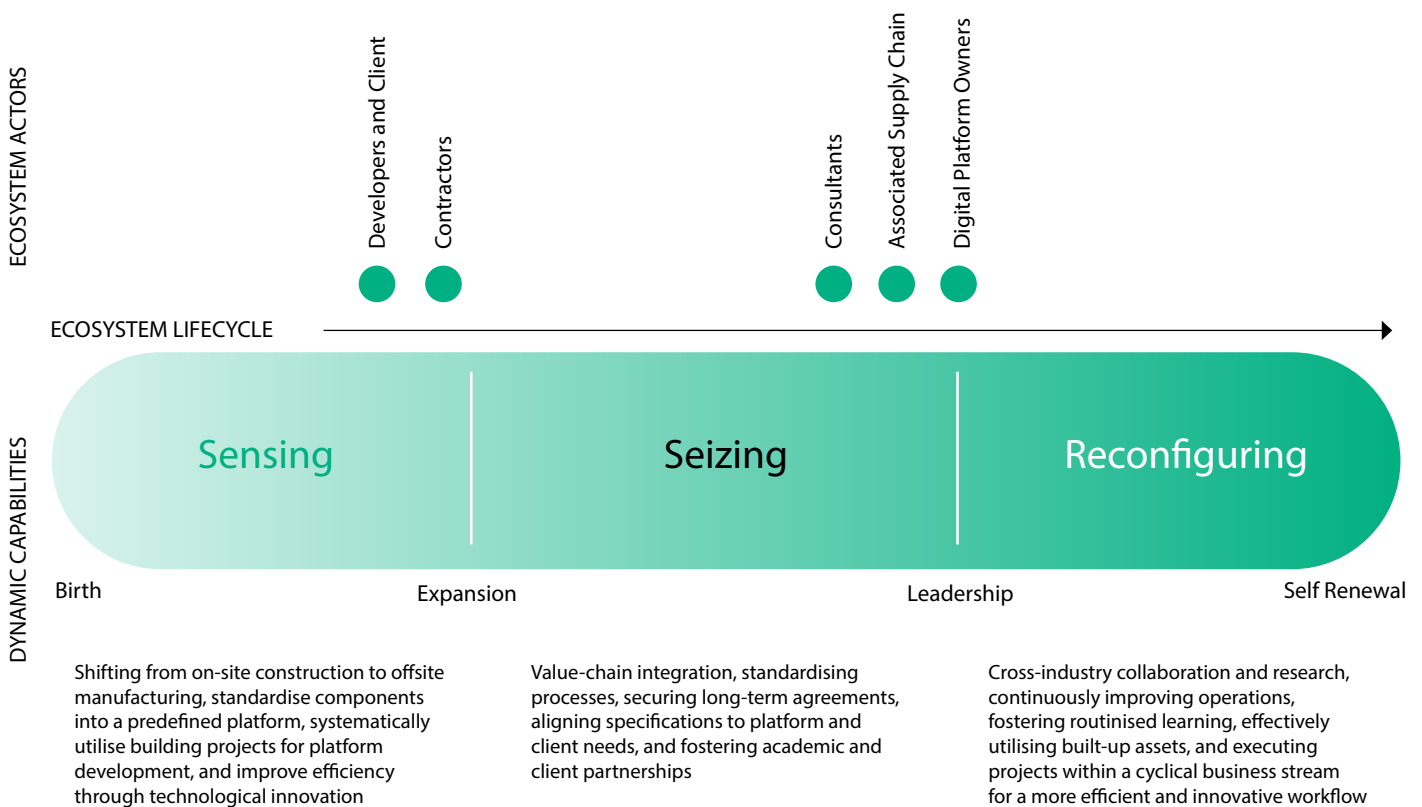 ECOSYSTEM ACTORS
Developers and Client
Contractors
Consultants
Associated Supply Chain
Digital Platform Owners
ECOSYSTEM LIFECYCLE
DYNAMIC CAPABILITIES
Sensing
Seizing
Reconfiguring
Birth
Expansion
Leadership
Self Renewal
Shifting from on-site construction to offsite
manufacturing, standardise components
into a predefined platform, systematically
utilise building projects for platform
development, and improve efficiency
through technological innovation
Value-chain integration, standardising
processes, securing long-term agreements,
aligning specifications to platform and
client needs, and fostering academic and
client partnerships
Cross-industry collaboration and research,
continuously improving operations,
fostering routinised learning, effectively
utilising built-up assets, and executing
projects within a cyclical business stream
for a more efficient and innovative workflow